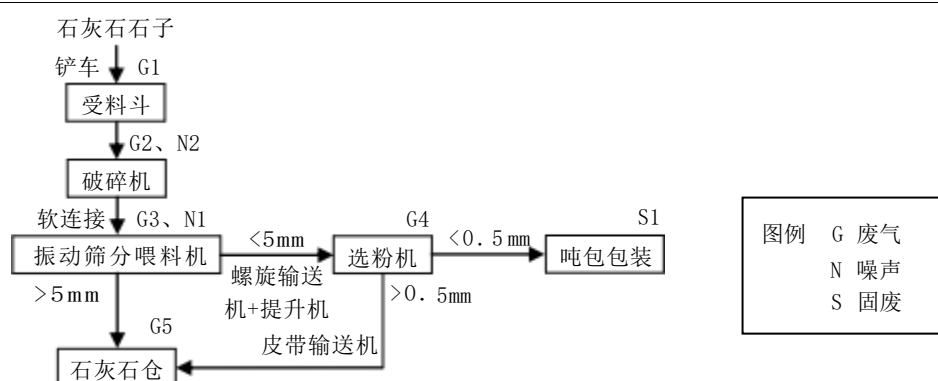 石灰石石子
铲车 G1
受料斗
G2、N2
破碎机
软连接 G3、N1
振动筛分喂料机
<5mm
螺旋输送
机+提升机
G4
选粉机
<0.5mm
S1
吨包包装
>5mm
>0.5mm
G5
皮带输送机
石灰石仓
图例 G 废气
N 噪声
S 固废